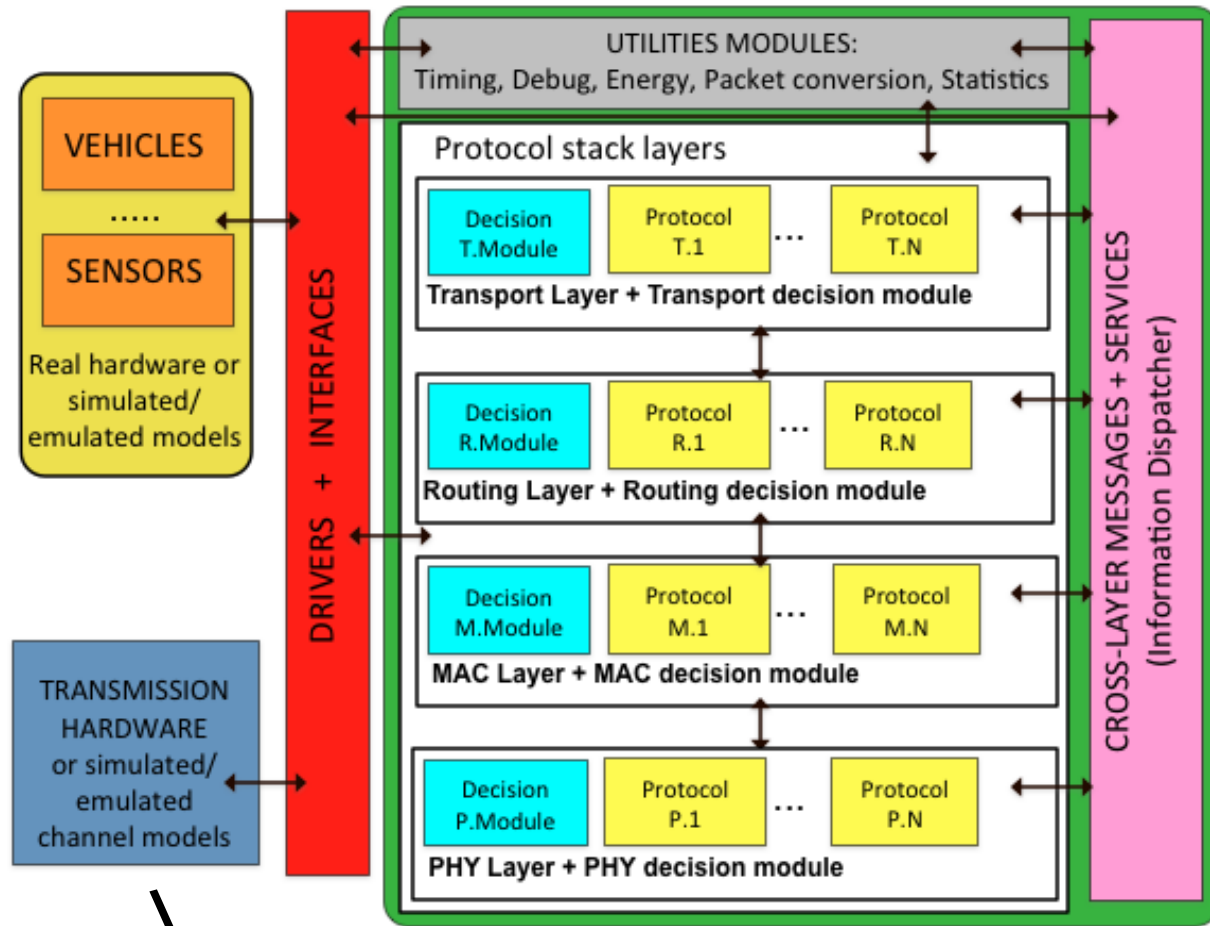 VEHICLES
.....
SENSORS
Real hardware or
simulated/
emulated models
TRANSMISSION
HARDWARE
or simulated/
emulated
channel models
DRIVERS + INTERFACES
UTILITIES MODULES:
Timing, Debug, Energy, Packet conversion, Statistics
Protocol stack layers
Decision
T.Module
Protocol
T.1
...
Protocol
T.N
Transport Layer + Transport decision module
Decision
R.Module
Protocol
R.1
...
Protocol
R.N
Routing Layer + Routing decision module
Decision
M.Module
Protocol
M.1
...
Protocol
M.N
MAC Layer + MAC decision module
Decision
P.Module
Protocol
P.1
...
Protocol
P.N
PHY Layer + PHY decision module
CROSS-LAYER MESSAGES + SERVICES
(Information Dispatcher)